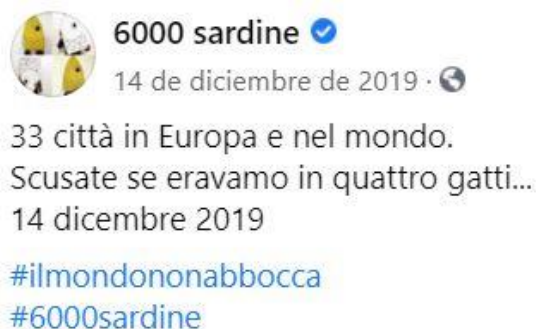 6000 sardine
14 de diciembre de 2019 ·
33 città in Europa e nel mondo.
Scusate se eravamo in quattro gatti...
14 dicembre 2019
#ilmondononabbocca
#6000sardine